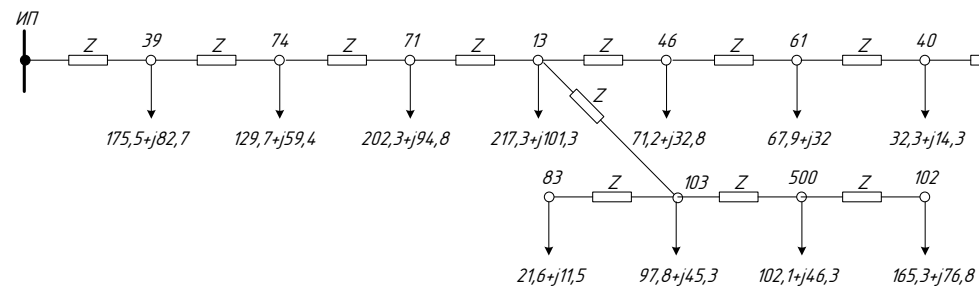 ИП
Z 39 Z 74 Z 71 Z 13 Z 46 Z 61 Z 40
Z
175,5+j82,7 129,7+j59,4 202,3+j94,8 217,3+j101,3 71,2+j32,8 67,9+j32 32,3+j14,3
83 Z 103 Z 500 Z 102
21,6+j11,5 97,8+j45,3 102,1+j46,3 165,3+j76,8